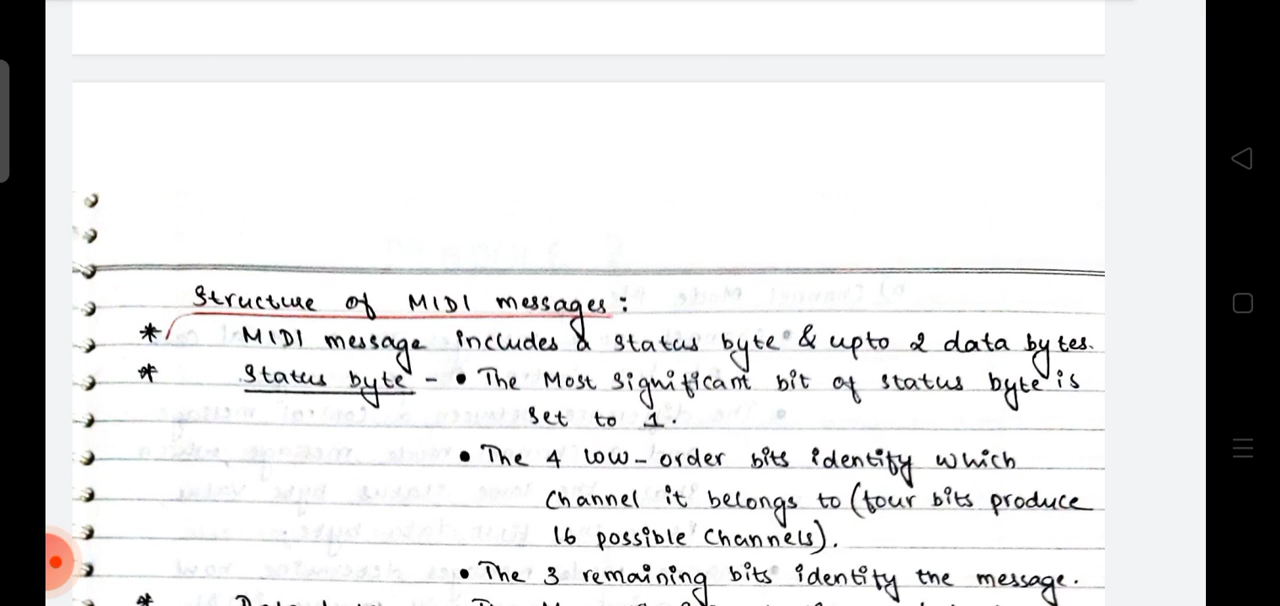 Structure of MIDI messages:
* MIDI message includes a status byte & upto 2 data bytes.
* Status byte - • The Most Significant bit of status byte is
set to 1.
• The 4 low-order bits identify which
channel it belongs to (four bits produce
16 possible channels).
• The 3 remaining bits identify the message.
*